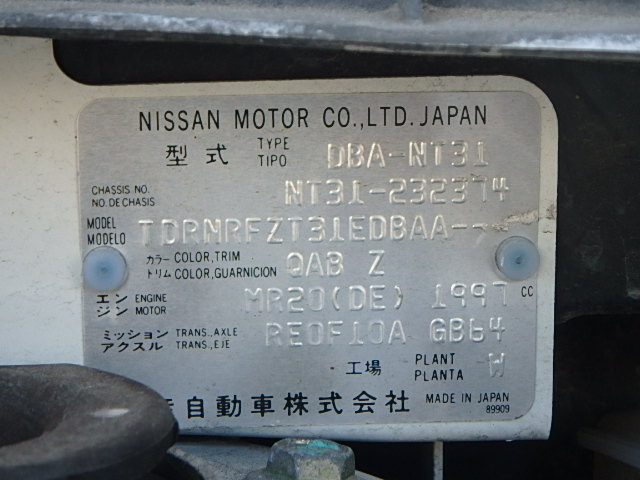 NISSAN MOTOR CO.,LTD. JAPAN
型式 TYPE TIPO DBA-NT31
CHASSIS NO. NO.DE CHASIS NT31-232374
MODEL MODELO TDRNRFZT31EDBAA--
カラー COLOR,TRIM トリム COLOR,GUARNICION QAB Z
エンジン ENGINE MOTOR MR20(DE) 1997 CC
ミッション TRANS.,AXLE アクスル TRANS.,EJE RE0F10A GB64
工場 PLANT PLANTA W
自動車株式会社 MADE IN JAPAN
89909